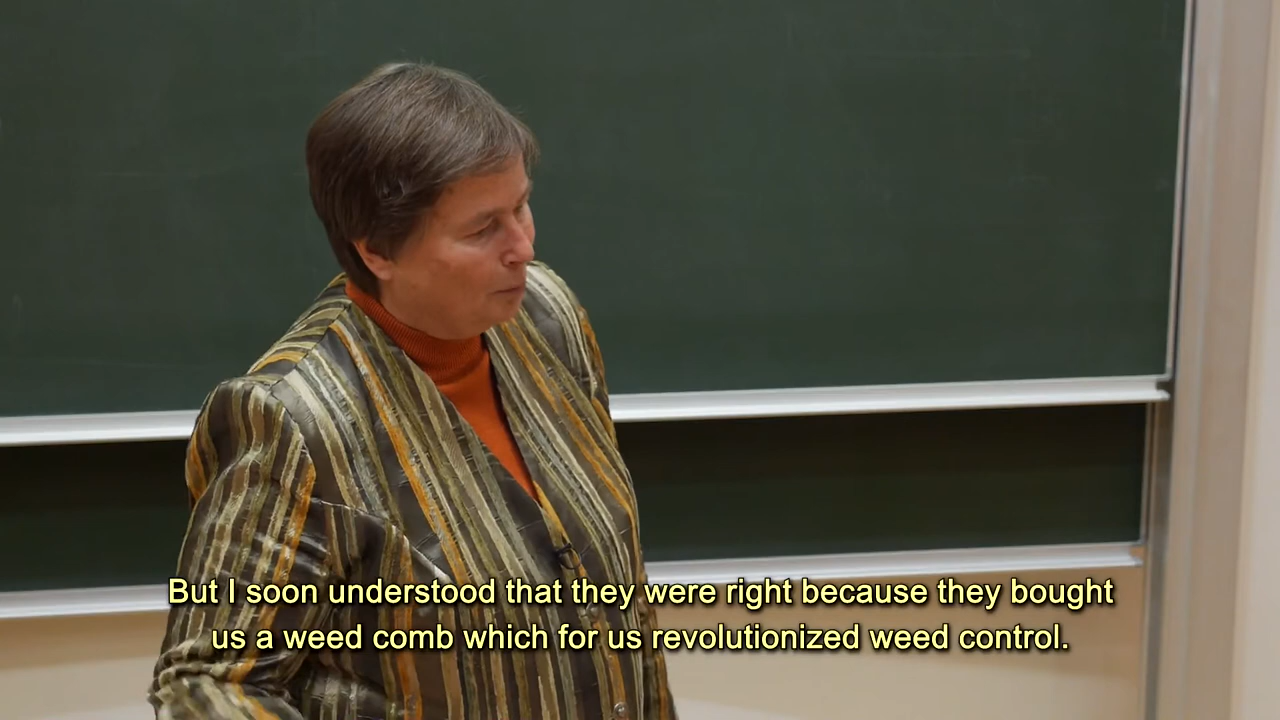 But I soon understood that they were right because they bought
us a weed comb which for us revolutionized weed control.